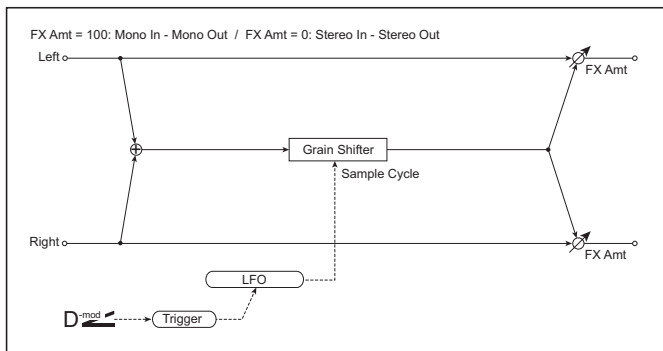 FX Amt = 100: Mono In - Mono Out / FX Amt = 0: Stereo In - Stereo Out
Left
FX Amt
Grain Shifter
Sample Cycle
Right
FX Amt
LFO
D-mod
Trigger